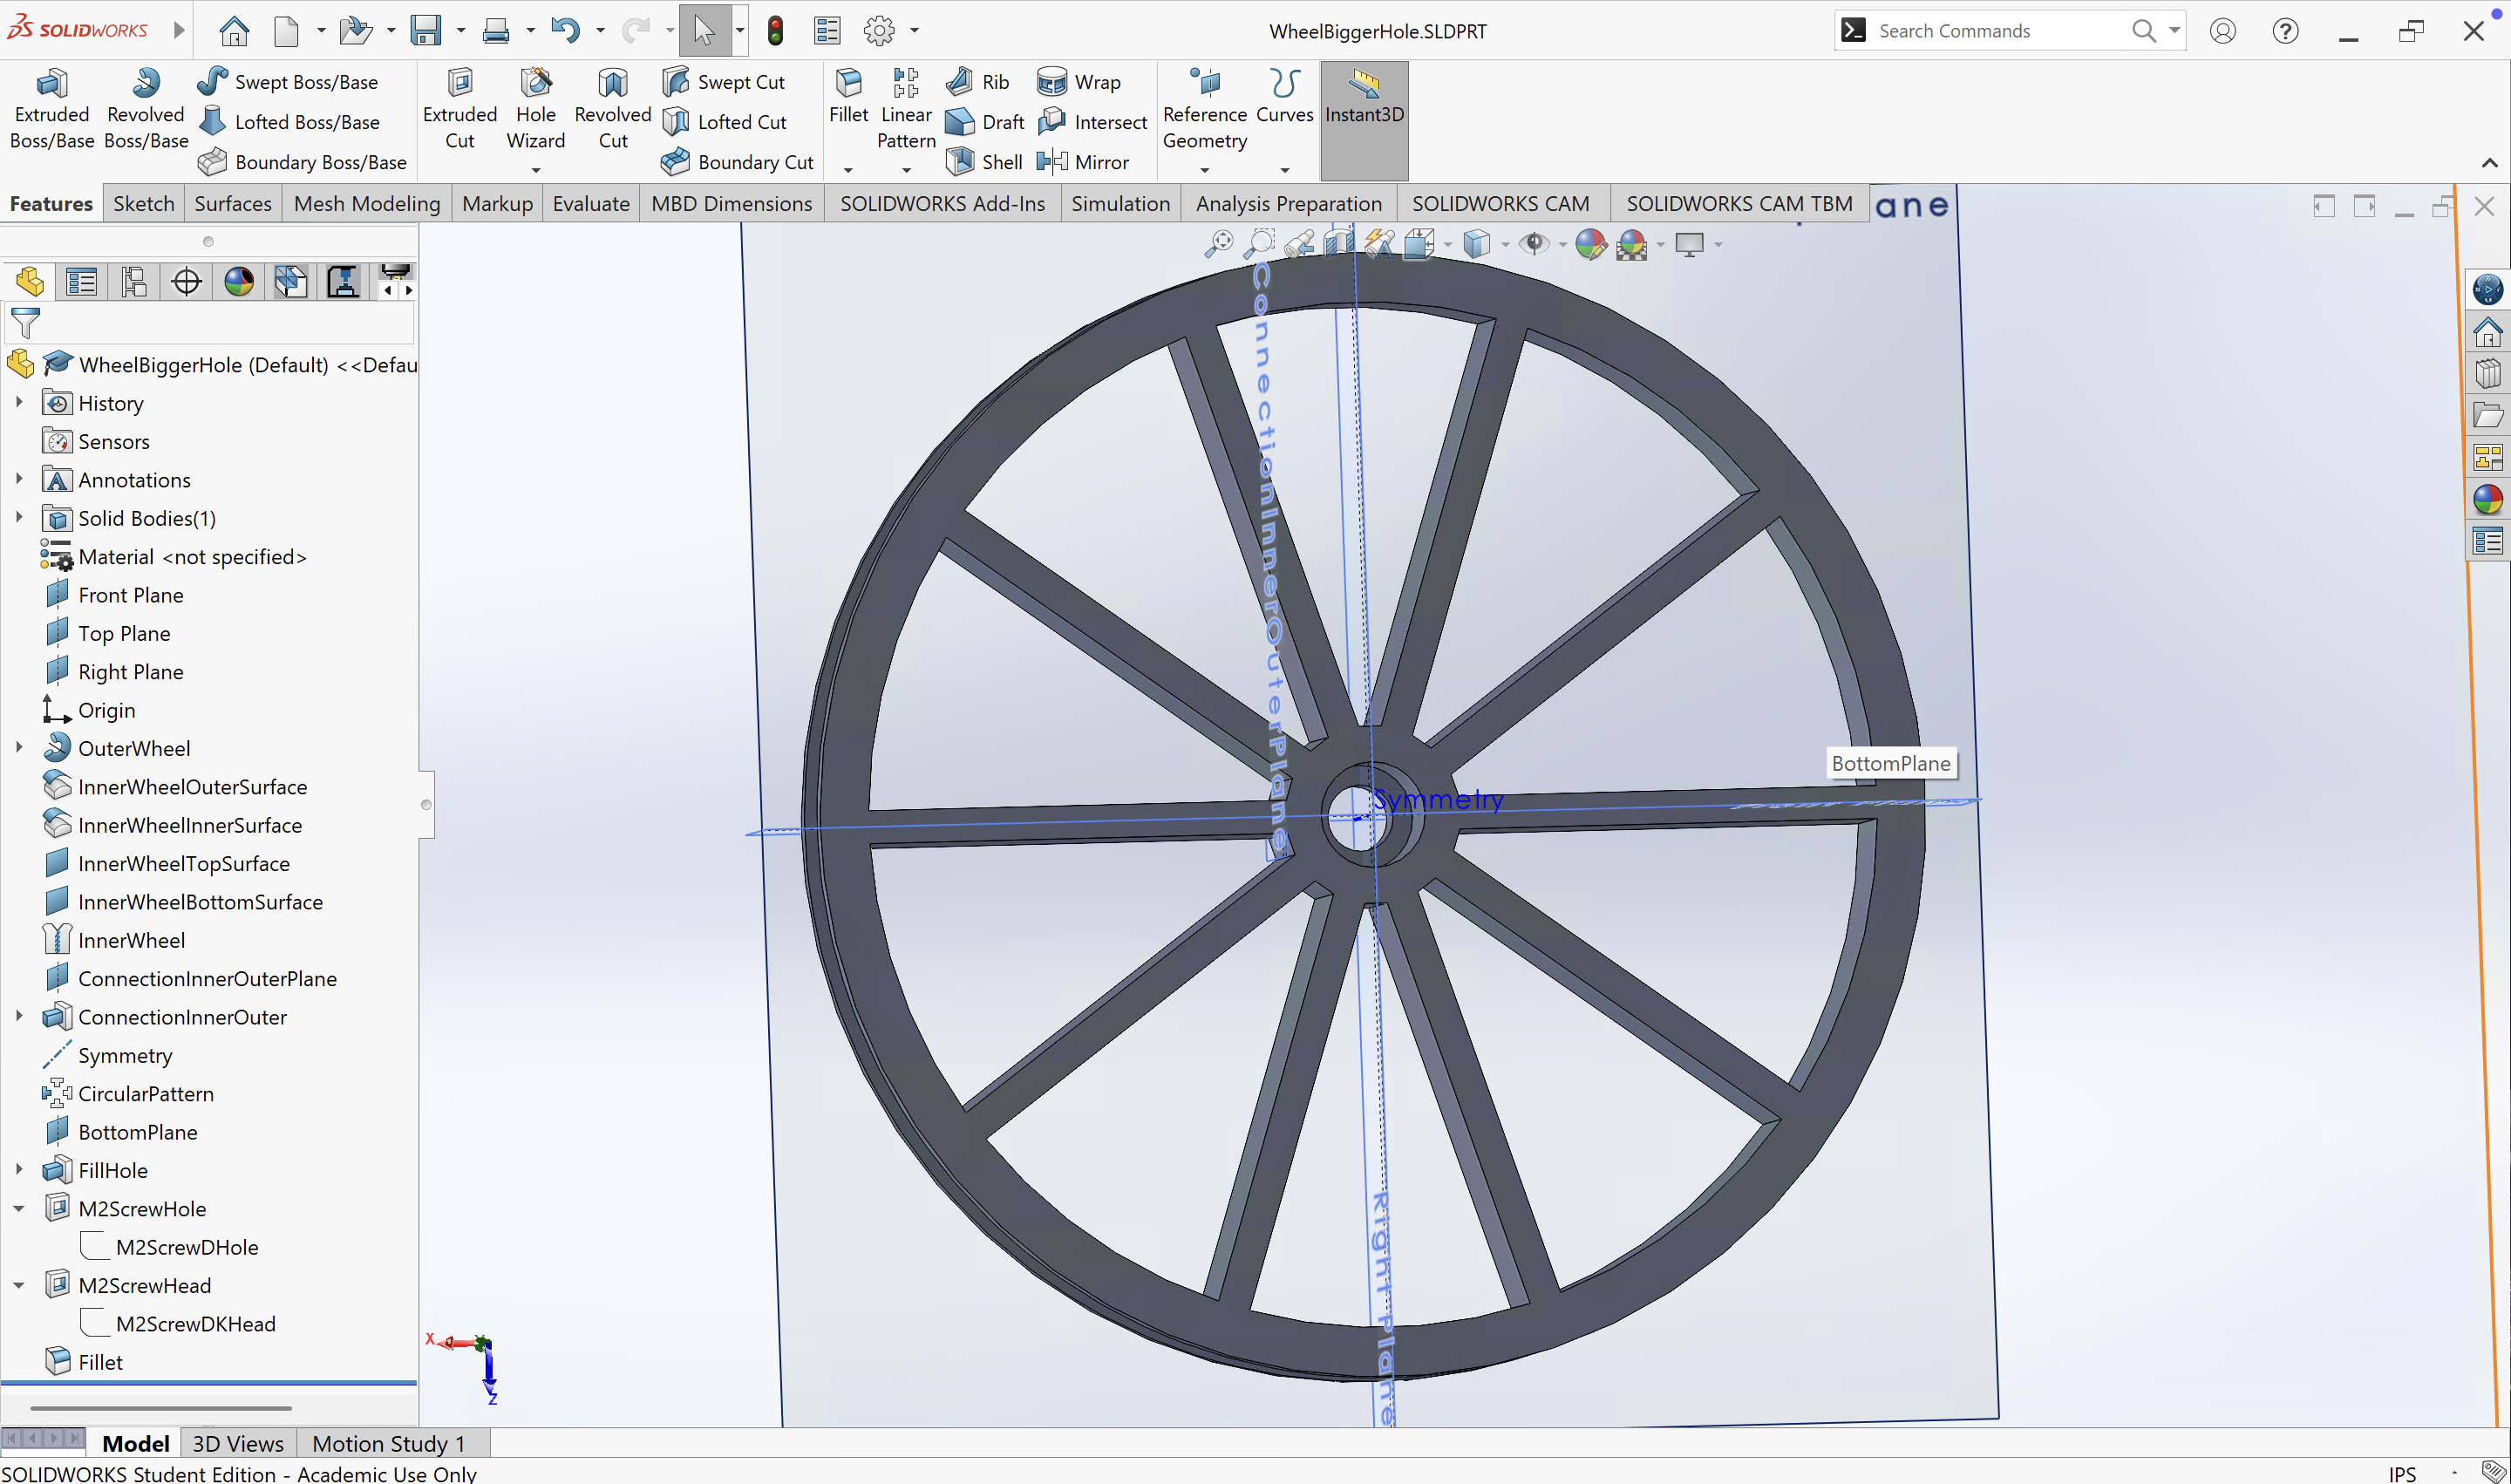 SOLIDWORKS
WheelBiggerHole.SLDPRT
Search Commands
Extruded Boss/Base
Revolved Boss/Base
Swept Boss/Base
Lofted Boss/Base
Boundary Boss/Base
Extruded Cut
Hole Wizard
Revolved Cut
Swept Cut
Lofted Cut
Boundary Cut
Fillet
Linear Pattern
Rib
Draft
Shell
Wrap
Intersect
Mirror
Reference Geometry
Curves
Instant3D
Features
Sketch
Surfaces
Mesh Modeling
Markup
Evaluate
MBD Dimensions
SOLIDWORKS Add-Ins
Simulation
Analysis Preparation
SOLIDWORKS CAM
SOLIDWORKS CAM TBM
ane
WheelBiggerHole (Default) <<Defau
History
Sensors
Annotations
Solid Bodies(1)
Material <not specified>
Front Plane
Top Plane
Right Plane
Origin
OuterWheel
InnerWheelOuterSurface
InnerWheelInnerSurface
InnerWheelTopSurface
InnerWheelBottomSurface
InnerWheel
ConnectionInnerOuterPlane
ConnectionInnerOuter
Symmetry
CircularPattern
BottomPlane
FillHole
M2ScrewHole
M2ScrewDHole
M2ScrewHead
M2ScrewDKHead
Fillet
ConnectionInnerOuterPlane
Symmetry
BottomPlane
Right Plane
X
Z
Model
3D Views
Motion Study 1
SOLIDWORKS Student Edition - Academic Use Only
IPS